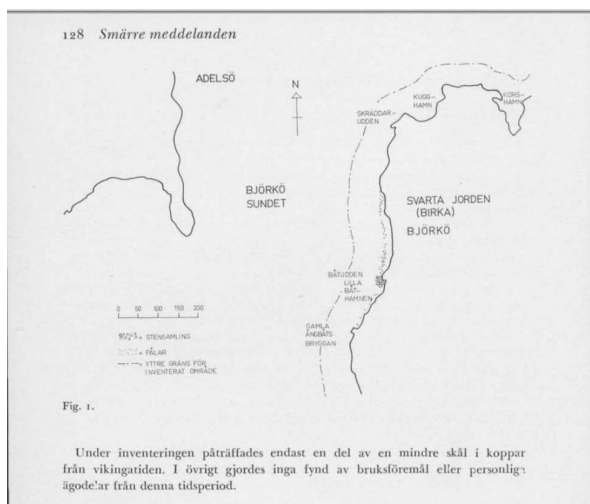 128 Smärre meddelanden
ADELSÖ
N
KUGG-
HAMN
KORS-
HAMN
SKRÄDDAR-
UDDEN
BJÖRKÖ
SUNDET
SVARTA JORDEN
(BIRKA)
BJÖRKÖ
BÅTUDDEN
LILLA
BÅT-
HAMNEN
GAMLA
ÅNGBÅTS
BRYGGAN
0 50 100 150 200
= STENSAMLING
= PÅLAR
= YTTRE GRÄNS FÖR
INVENTERAT OMRÅDE
Fig. 1.
Under inventeringen påträffades endast en del av en mindre skål i koppar
från vikingatiden. I övrigt gjordes inga fynd av bruksföremål eller personliga
ägodelar från denna tidsperiod.